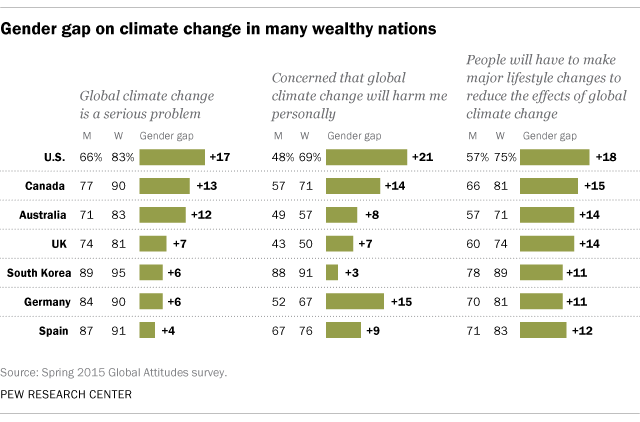 Gender gap on climate change in many wealthy nations
Global climate change
is a serious problem
Concerned that global
climate change will harm me
personally
People will have to make
major lifestyle changes to
reduce the effects of global
climate change
M W Gender gap M W Gender gap M W Gender gap
U.S. 66% 83% +17 48% 69% +21 57% 75% +18
Canada 77 90 +13 57 71 +14 66 81 +15
Australia 71 83 +12 49 57 +8 57 71 +14
UK 74 81 +7 43 50 +7 60 74 +14
South Korea 89 95 +6 88 91 +3 78 89 +11
Germany 84 90 +6 52 67 +15 70 81 +11
Spain 87 91 +4 67 76 +9 71 83 +12
Source: Spring 2015 Global Attitudes survey.
PEW RESEARCH CENTER